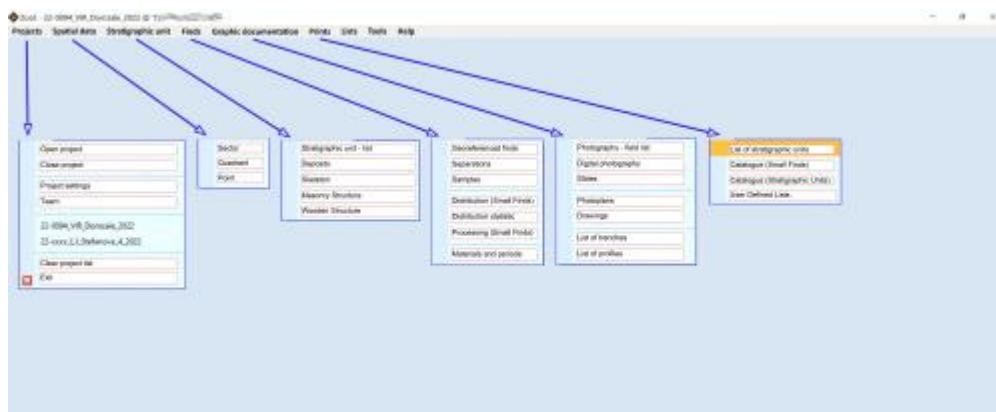 Projects Spatial data Stratigraphic unit Finds Graphic documentation Prints Lists Tools Help
Open project
Close project
Project settings
Team
Clear project list
Exit
Sector
Quadrant
Point
Stratigraphic unit - list
Deposits
Skeleton
Masonry Structure
Wooden Structure
Georeferenced finds
Separations
Samples
Distribution (Small Finds)
Distribution statistic
Processing (Small Finds)
Materials and periods
Photography - field list
Digital photography
Slides
Photoplans
Drawings
List of trenches
List of profiles
List of stratigraphic units
Catalogue (Small Finds)
Catalogue (Stratigraphic Units)
User Defined Lists